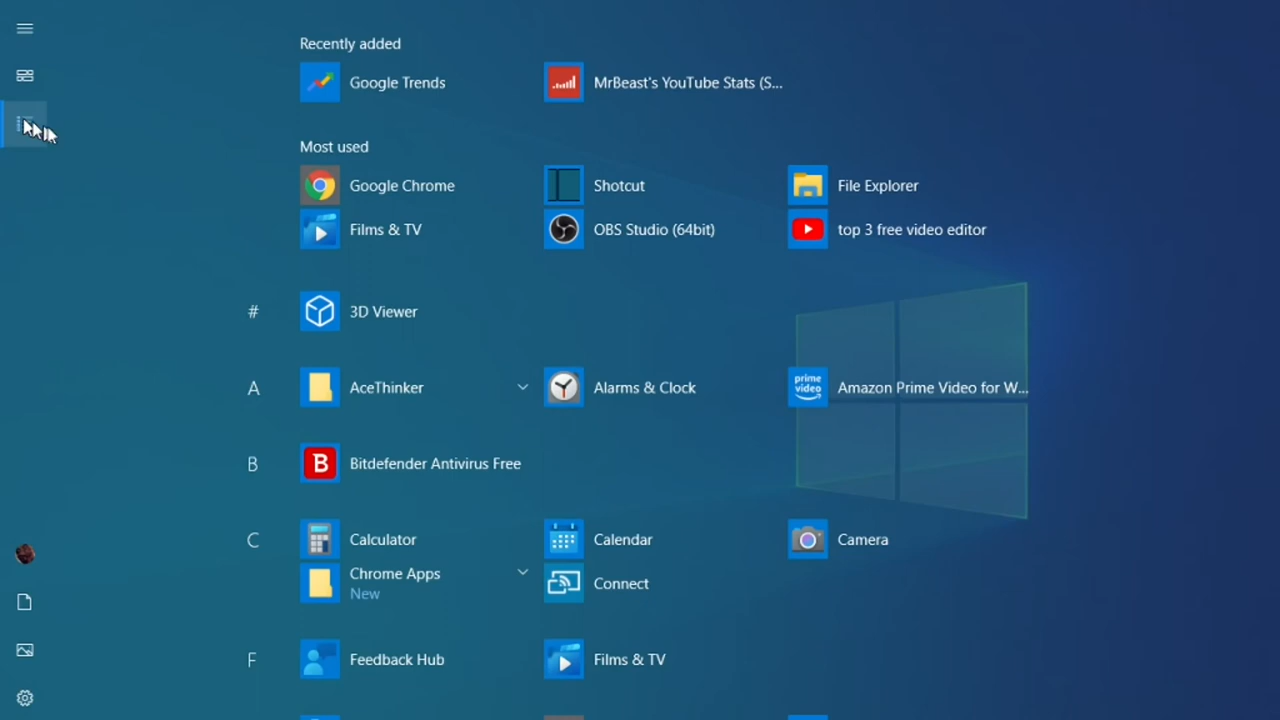 Recently added
Google Trends
MrBeast's YouTube Stats (S...
Most used
Google Chrome
Shotcut
File Explorer
Films & TV
OBS Studio (64bit)
top 3 free video editor
#
3D Viewer
A
AceThinker
Alarms & Clock
prime video
Amazon Prime Video for W...
B
B
Bitdefender Antivirus Free
C
Calculator
Calendar
Camera
Chrome Apps
New
Connect
F
Feedback Hub
Films & TV